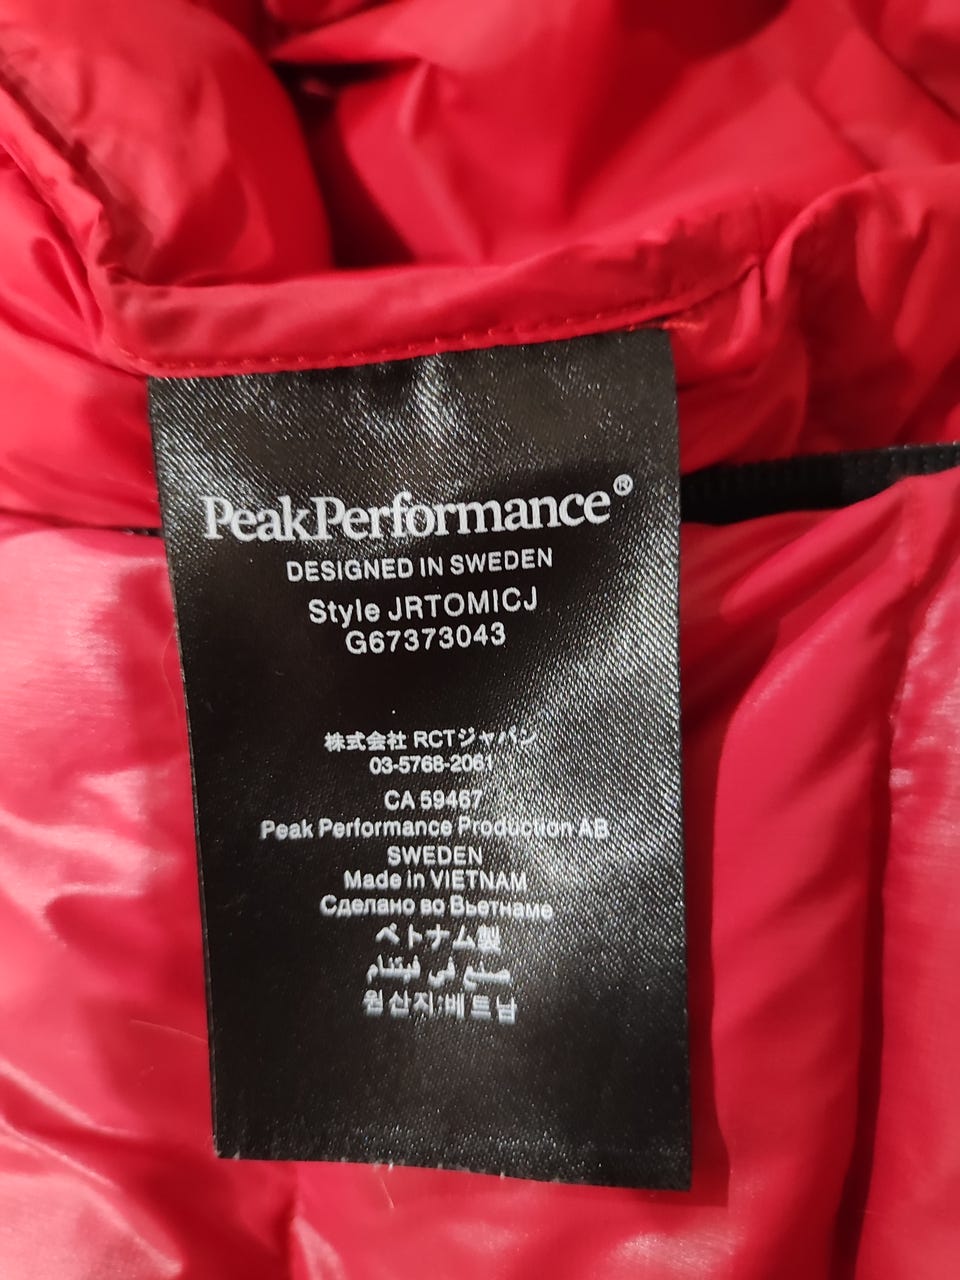 PeakPerformance®
DESIGNED IN SWEDEN
Style JRTOMICJ
G67373043
株式会社 RCTジャパン
03-5768-2061
CA 59467
Peak Performance Production AB
SWEDEN
Made in VIETNAM
Сделано во Вьетнаме
ベトナム製
صنع في فيتنام
원산지:베트남